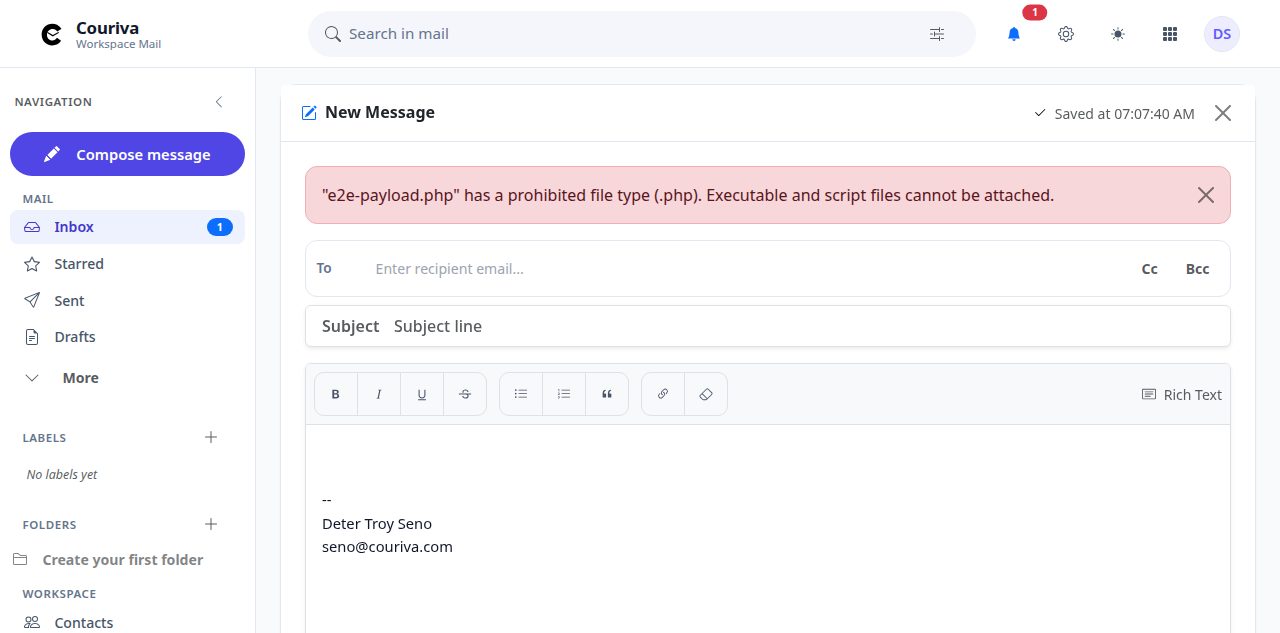 Couriva
Workspace Mail
Search in mail
1
DS
NAVIGATION
Compose message
MAIL
Inbox 1
Starred
Sent
Drafts
More
LABELS
No labels yet
FOLDERS
Create your first folder
WORKSPACE
Contacts
New Message
Saved at 07:07:40 AM
"e2e-payload.php" has a prohibited file type (.php). Executable and script files cannot be attached.
To Enter recipient email... Cc Bcc
Subject Subject line
B I U S Rich Text
--
Deter Troy Seno
seno@couriva.com